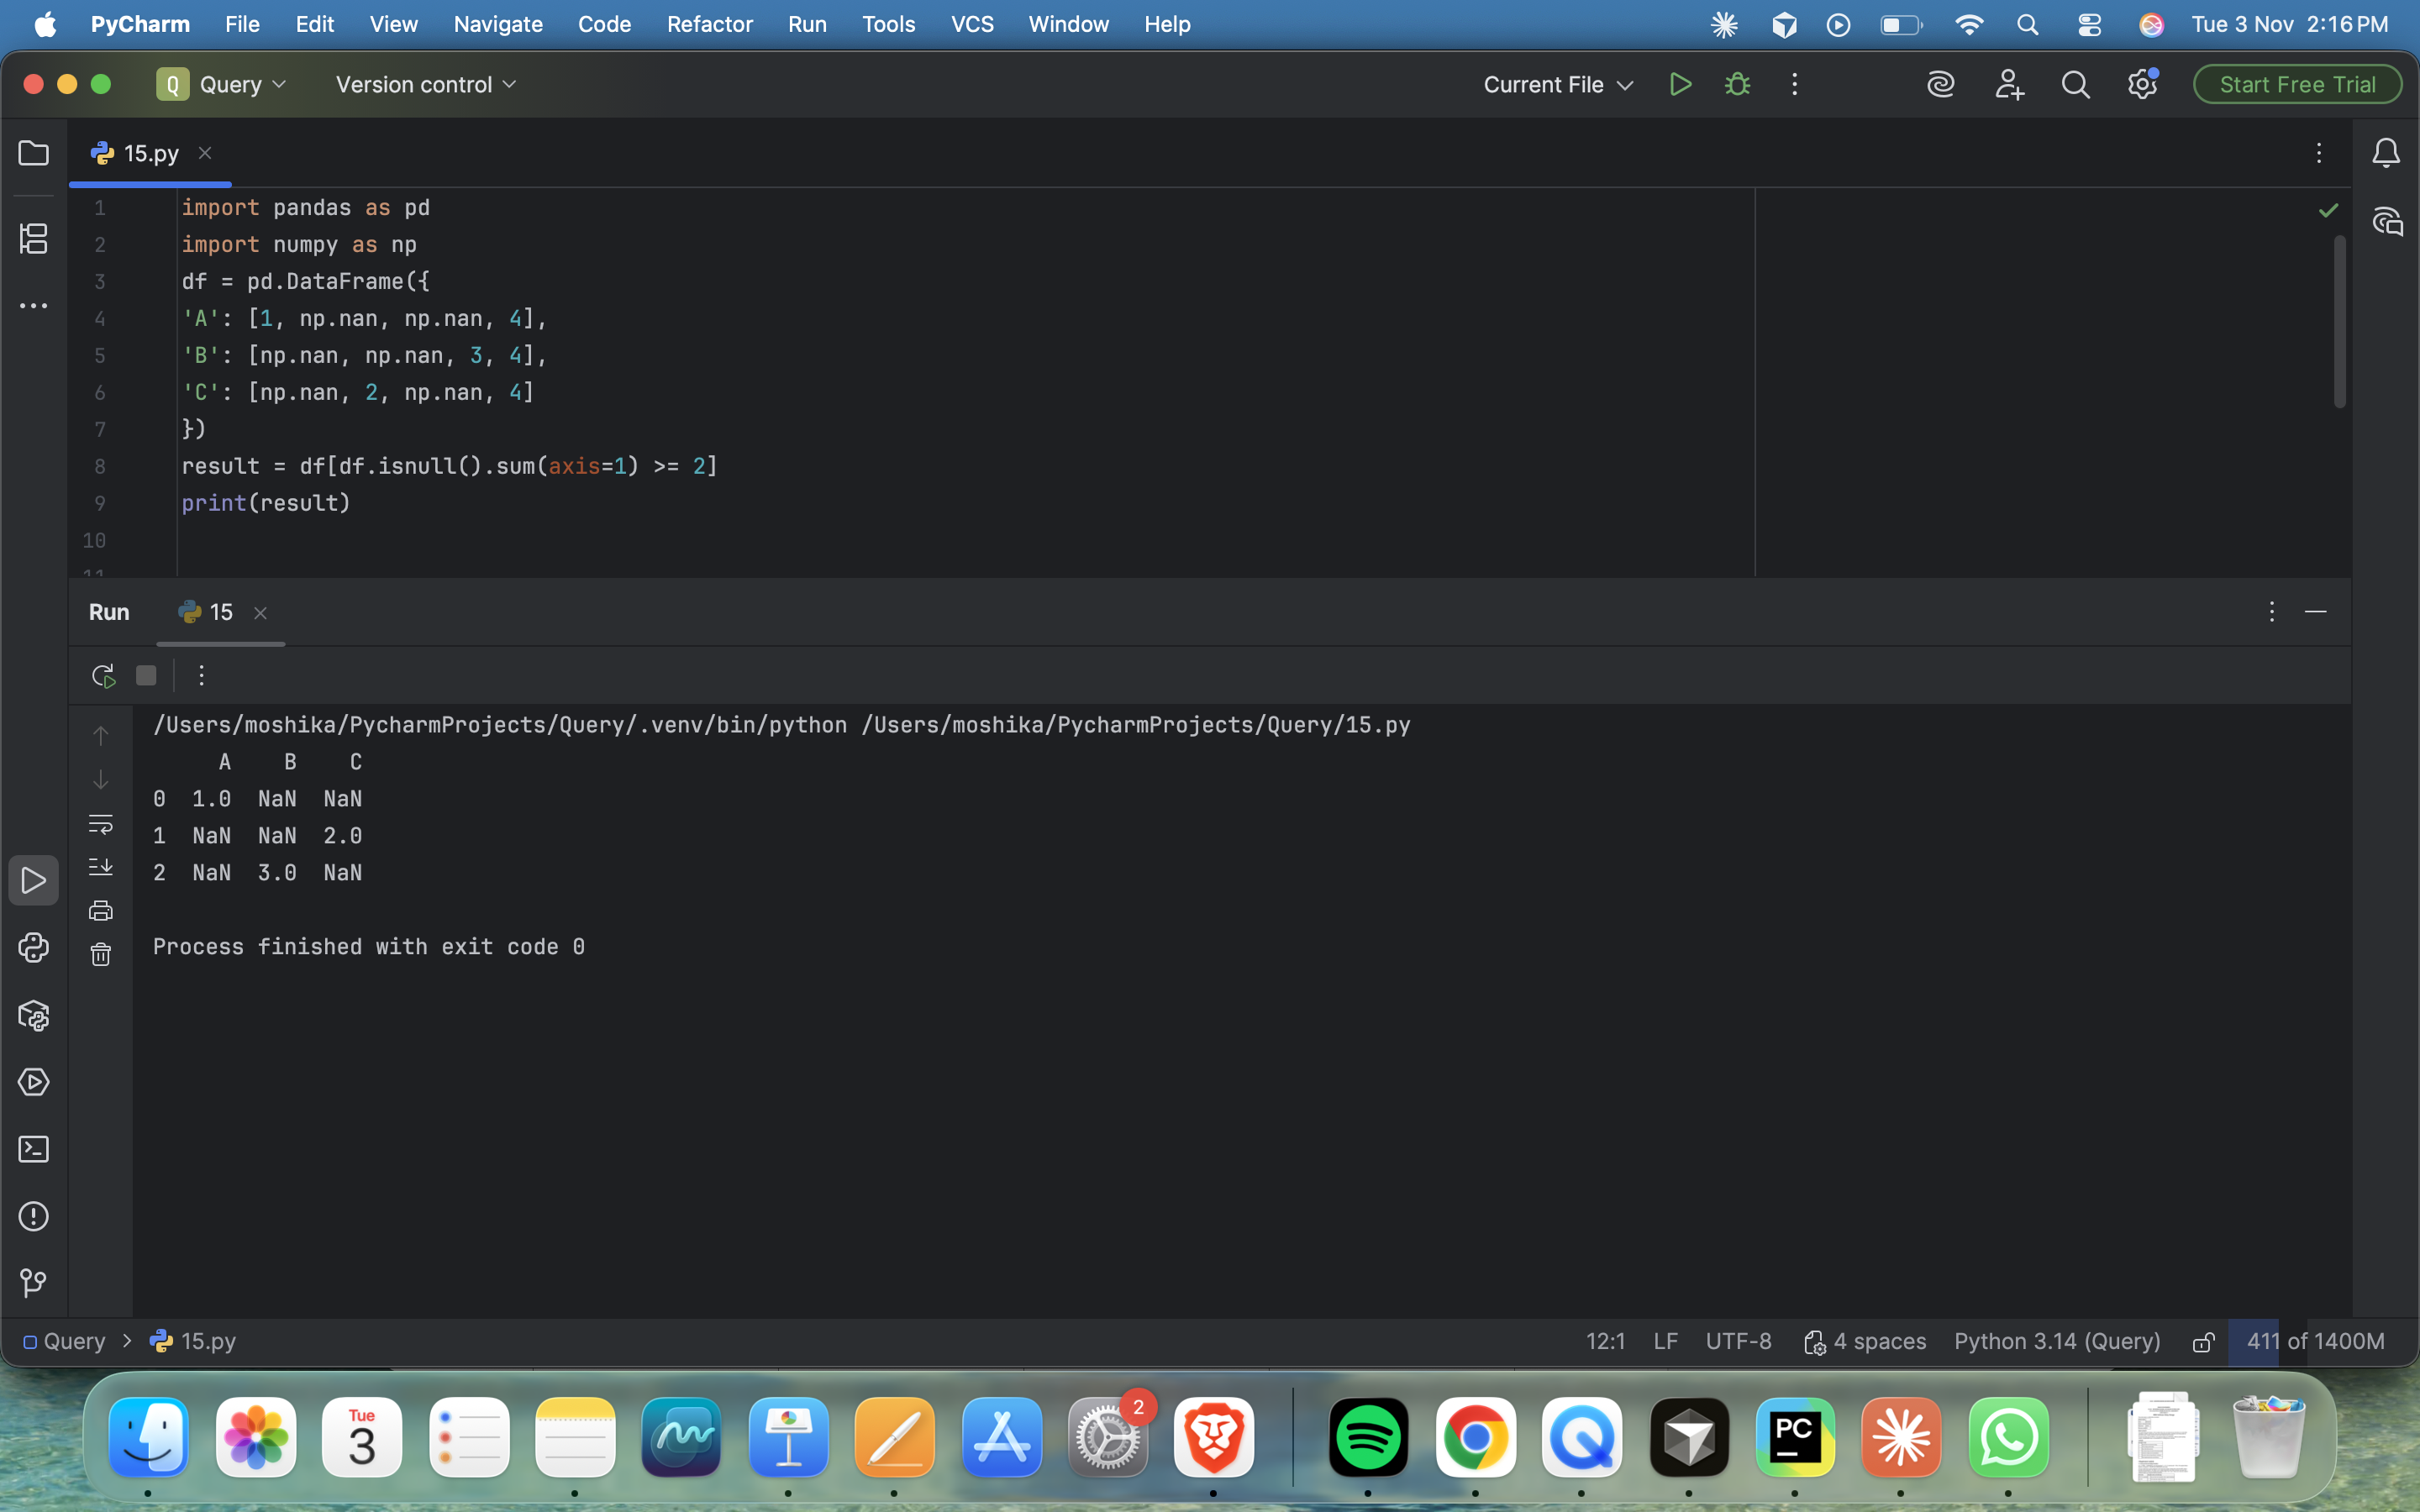 PyCharm File Edit View Navigate Code Refactor Run Tools VCS Window Help Tue 3 Nov 2:16 PM
Q Query Version control Current File Start Free Trial
15.py
1 import pandas as pd
2 import numpy as np
3 df = pd.DataFrame({
4 'A': [1, np.nan, np.nan, 4],
5 'B': [np.nan, np.nan, 3, 4],
6 'C': [np.nan, 2, np.nan, 4]
7 })
8 result = df[df.isnull().sum(axis=1) >= 2]
9 print(result)
10
11
Run 15
/Users/moshika/PycharmProjects/Query/.venv/bin/python /Users/moshika/PycharmProjects/Query/15.py
A B C
0 1.0 NaN NaN
1 NaN NaN 2.0
2 NaN 3.0 NaN
Process finished with exit code 0
Query > 15.py 12:1 LF UTF-8 4 spaces Python 3.14 (Query) 411 of 1400M
Tue
3
2
PC